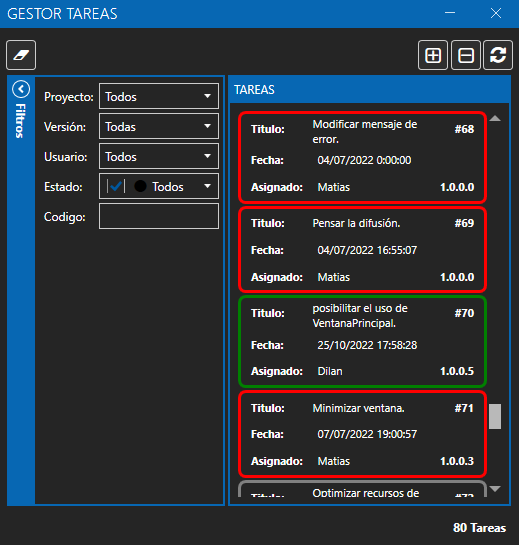 GESTOR TAREAS
Filtros
Proyecto: Todos
Versión: Todas
Usuario: Todos
Estado: Todos
Codigo:
TAREAS
Titulo: Modificar mensaje de error. #68
Fecha: 04/07/2022 0:00:00
Asignado: Matias 1.0.0.0
Titulo: Pensar la difusión. #69
Fecha: 04/07/2022 16:55:07
Asignado: Matias 1.0.0.0
Titulo: posibilitar el uso de VentanaPrincipal. #70
Fecha: 25/10/2022 17:58:28
Asignado: Dilan 1.0.0.5
Titulo: Minimizar ventana. #71
Fecha: 07/07/2022 19:00:57
Asignado: Matias 1.0.0.3
Titulo: Optimizar recursos de #72
80 Tareas